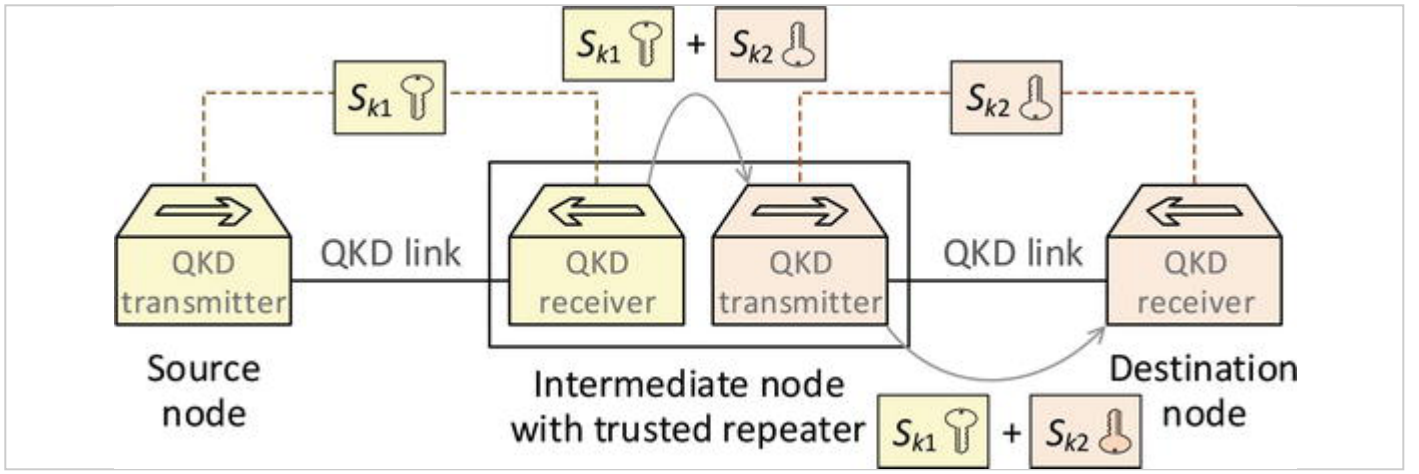 Sk1 + Sk2
Sk1
Sk2
QKD
transmitter
QKD link
QKD
receiver
QKD
transmitter
QKD link
QKD
receiver
Source
node
Intermediate node
with trusted repeater
Destination
node
Sk1 + Sk2